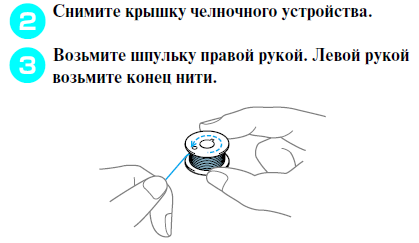 2 Снимите крышку челночного устройства.
3 Возьмите шпульку правой рукой. Левой рукой
возьмите конец нити.